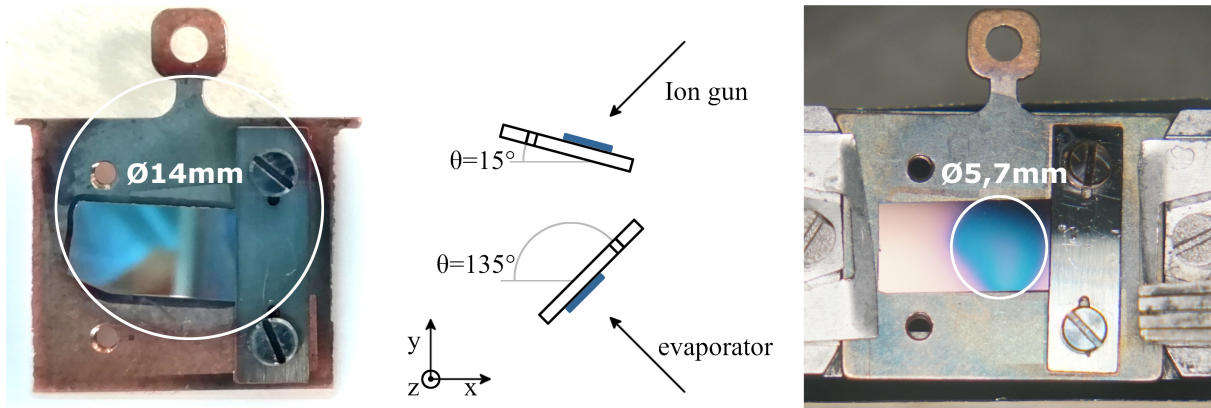 Ø14mm
Ion gun
θ=15°
θ=135°
evaporator
y
z
x
Ø5,7mm